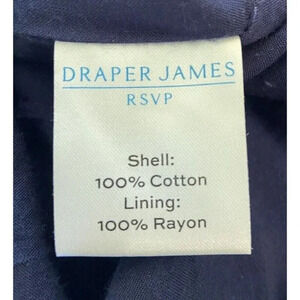 DRAPER JAMES
RSVP
Shell:
100% Cotton
Lining:
100% Rayon